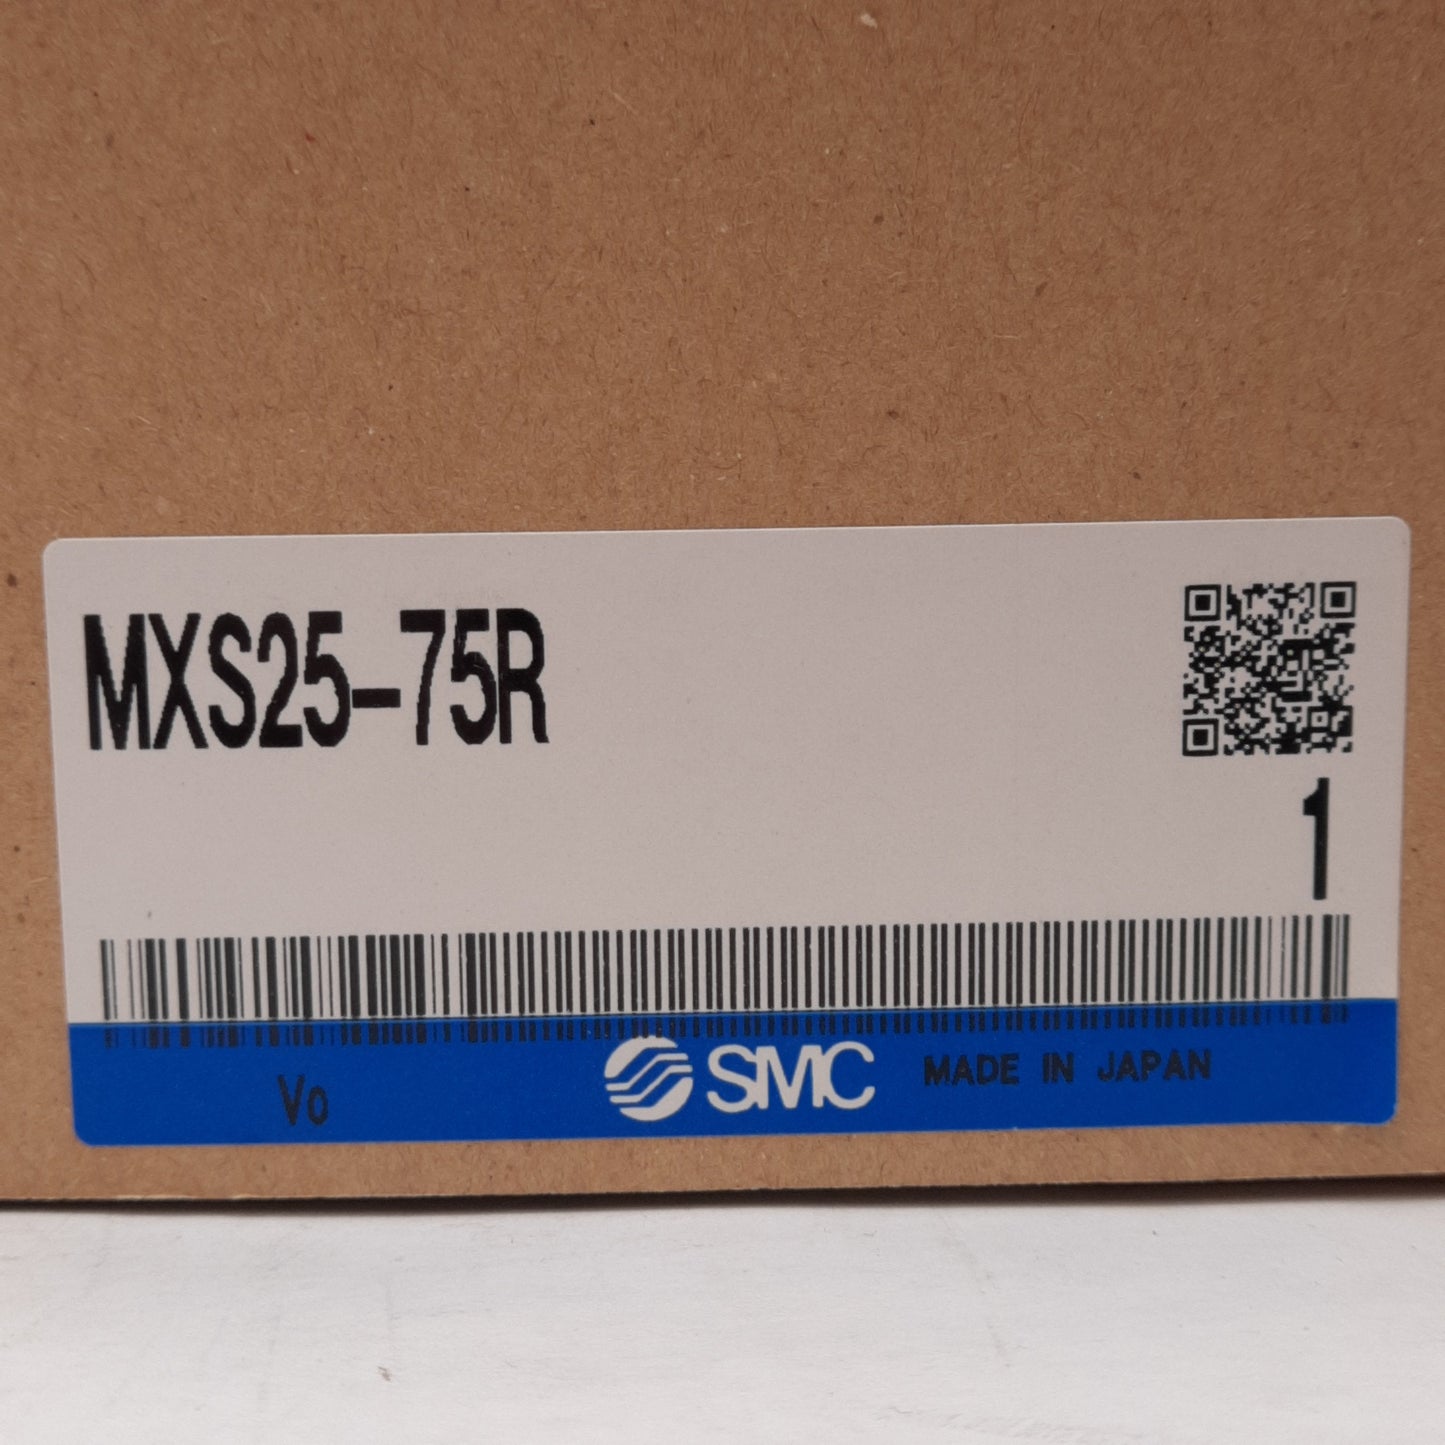 MXS25-75R
1
Vo
SMC
MADE IN JAPAN